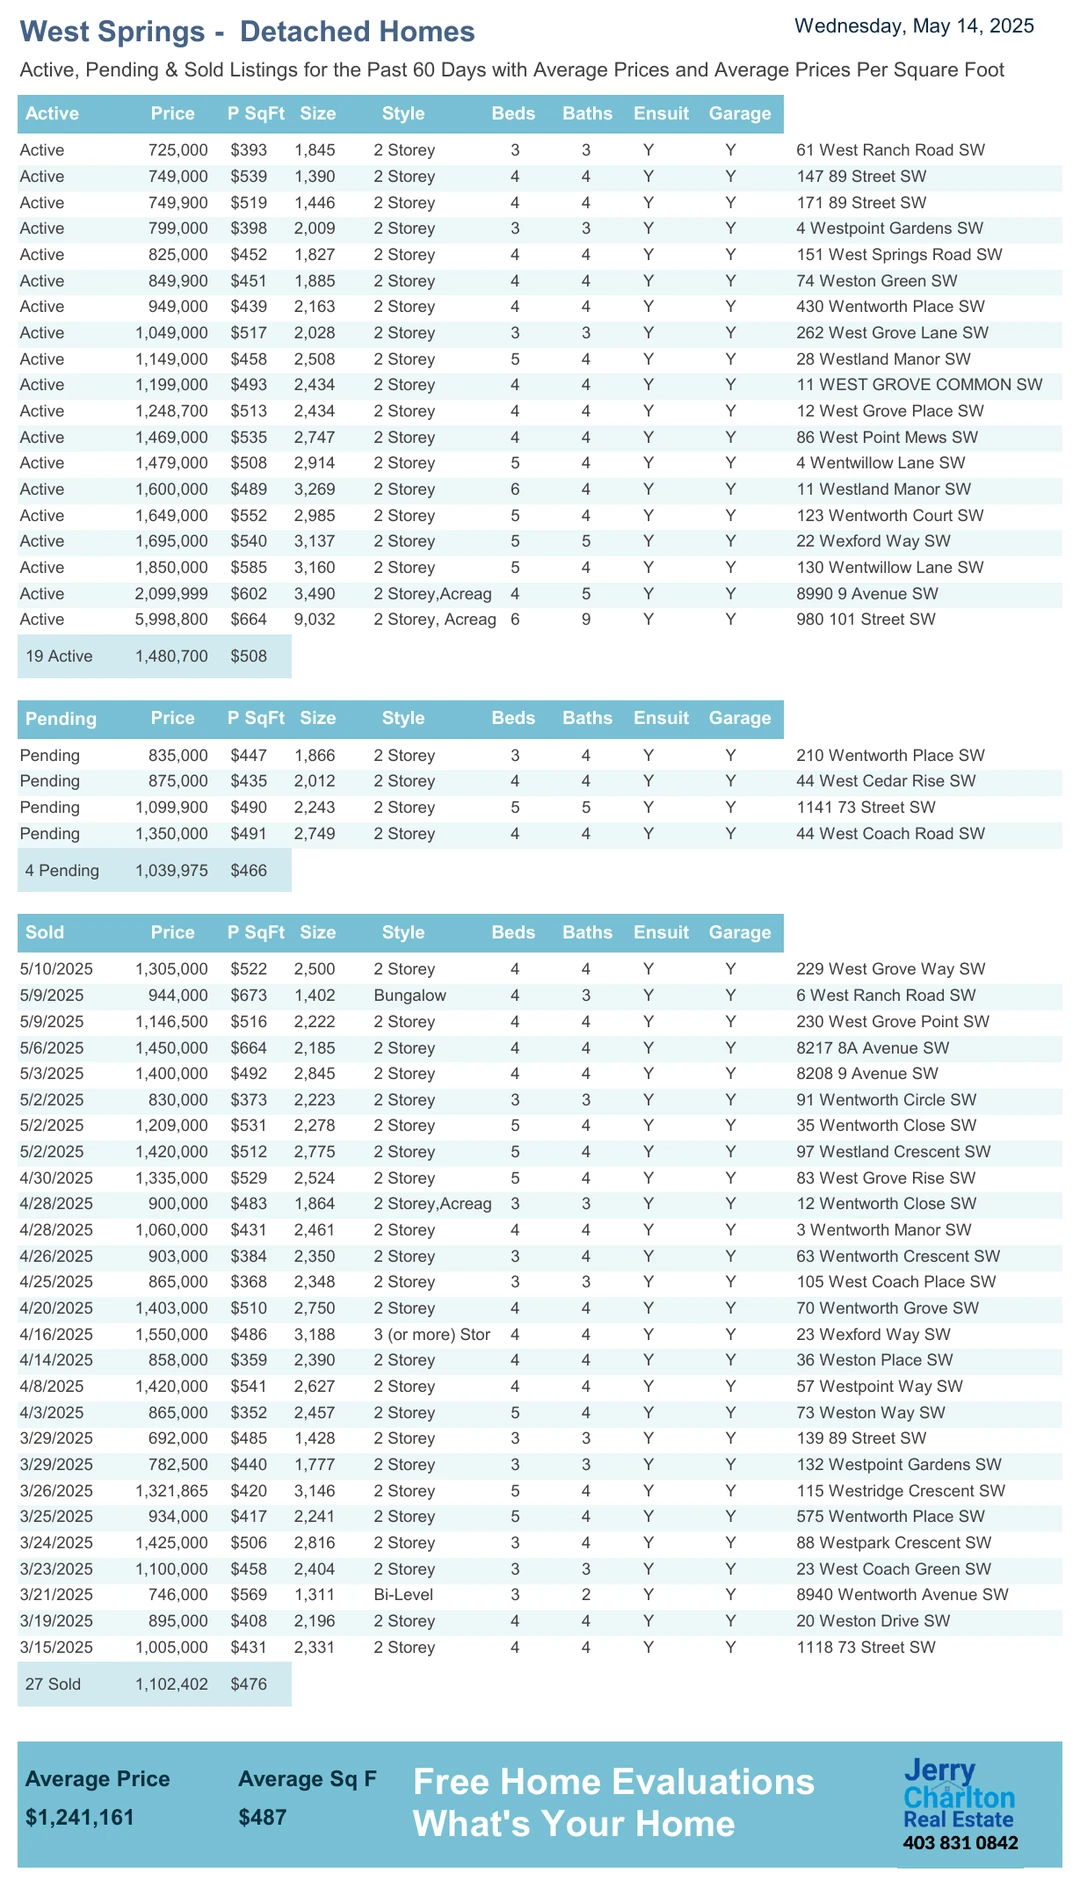 West Springs -  Detached Homes
Wednesday, May 14, 2025
Active, Pending & Sold Listings for the Past 60 Days with Average Prices and Average Prices Per Square Foot
Active Price P SqFt Size Style Beds Baths Ensuit Garage
Active 725,000 $393 1,845 2 Storey 3 3 Y Y 61 West Ranch Road SW
Active 749,000 $539 1,390 2 Storey 4 4 Y Y 147 89 Street SW
Active 749,900 $519 1,446 2 Storey 4 4 Y Y 171 89 Street SW
Active 799,000 $398 2,009 2 Storey 3 3 Y Y 4 Westpoint Gardens SW
Active 825,000 $452 1,827 2 Storey 4 4 Y Y 151 West Springs Road SW
Active 849,900 $451 1,885 2 Storey 4 4 Y Y 74 Weston Green SW
Active 949,000 $439 2,163 2 Storey 4 4 Y Y 430 Wentworth Place SW
Active 1,049,000 $517 2,028 2 Storey 3 3 Y Y 262 West Grove Lane SW
Active 1,149,000 $458 2,508 2 Storey 5 4 Y Y 28 Westland Manor SW
Active 1,199,000 $493 2,434 2 Storey 4 4 Y Y 11 WEST GROVE COMMON SW
Active 1,248,700 $513 2,434 2 Storey 4 4 Y Y 12 West Grove Place SW
Active 1,469,000 $535 2,747 2 Storey 4 4 Y Y 86 West Point Mews SW
Active 1,479,000 $508 2,914 2 Storey 5 4 Y Y 4 Wentwillow Lane SW
Active 1,600,000 $489 3,269 2 Storey 6 4 Y Y 11 Westland Manor SW
Active 1,649,000 $552 2,985 2 Storey 5 4 Y Y 123 Wentworth Court SW
Active 1,695,000 $540 3,137 2 Storey 5 5 Y Y 22 Wexford Way SW
Active 1,850,000 $585 3,160 2 Storey 5 4 Y Y 130 Wentwillow Lane SW
Active 2,099,999 $602 3,490 2 Storey,Acreag 4 5 Y Y 8990 9 Avenue SW
Active 5,998,800 $664 9,032 2 Storey, Acreag 6 9 Y Y 980 101 Street SW
19 Active 1,480,700 $508
Pending Price P SqFt Size Style Beds Baths Ensuit Garage
Pending 835,000 $447 1,866 2 Storey 3 4 Y Y 210 Wentworth Place SW
Pending 875,000 $435 2,012 2 Storey 4 4 Y Y 44 West Cedar Rise SW
Pending 1,099,900 $490 2,243 2 Storey 5 5 Y Y 1141 73 Street SW
Pending 1,350,000 $491 2,749 2 Storey 4 4 Y Y 44 West Coach Road SW
4 Pending 1,039,975 $466
Sold Price P SqFt Size Style Beds Baths Ensuit Garage
5/10/2025 1,305,000 $522 2,500 2 Storey 4 4 Y Y 229 West Grove Way SW
5/9/2025 944,000 $673 1,402 Bungalow 4 3 Y Y 6 West Ranch Road SW
5/9/2025 1,146,500 $516 2,222 2 Storey 4 4 Y Y 230 West Grove Point SW
5/6/2025 1,450,000 $664 2,185 2 Storey 4 4 Y Y 8217 8A Avenue SW
5/3/2025 1,400,000 $492 2,845 2 Storey 4 4 Y Y 8208 9 Avenue SW
5/2/2025 830,000 $373 2,223 2 Storey 3 3 Y Y 91 Wentworth Circle SW
5/2/2025 1,209,000 $531 2,278 2 Storey 5 4 Y Y 35 Wentworth Close SW
5/2/2025 1,420,000 $512 2,775 2 Storey 5 4 Y Y 97 Westland Crescent SW
4/30/2025 1,335,000 $529 2,524 2 Storey 5 4 Y Y 83 West Grove Rise SW
4/28/2025 900,000 $483 1,864 2 Storey,Acreag 3 3 Y Y 12 Wentworth Close SW
4/28/2025 1,060,000 $431 2,461 2 Storey 4 4 Y Y 3 Wentworth Manor SW
4/26/2025 903,000 $384 2,350 2 Storey 3 4 Y Y 63 Wentworth Crescent SW
4/25/2025 865,000 $368 2,348 2 Storey 3 3 Y Y 105 West Coach Place SW
4/20/2025 1,403,000 $510 2,750 2 Storey 4 4 Y Y 70 Wentworth Grove SW
4/16/2025 1,550,000 $486 3,188 3 (or more) Stor 4 4 Y Y 23 Wexford Way SW
4/14/2025 858,000 $359 2,390 2 Storey 4 4 Y Y 36 Weston Place SW
4/8/2025 1,420,000 $541 2,627 2 Storey 4 4 Y Y 57 Westpoint Way SW
4/3/2025 865,000 $352 2,457 2 Storey 5 4 Y Y 73 Weston Way SW
3/29/2025 692,000 $485 1,428 2 Storey 3 3 Y Y 139 89 Street SW
3/29/2025 782,500 $440 1,777 2 Storey 3 3 Y Y 132 Westpoint Gardens SW
3/26/2025 1,321,865 $420 3,146 2 Storey 5 4 Y Y 115 Westridge Crescent SW
3/25/2025 934,000 $417 2,241 2 Storey 5 4 Y Y 575 Wentworth Place SW
3/24/2025 1,425,000 $506 2,816 2 Storey 3 4 Y Y 88 Westpark Crescent SW
3/23/2025 1,100,000 $458 2,404 2 Storey 3 3 Y Y 23 West Coach Green SW
3/21/2025 746,000 $569 1,311 Bi-Level 3 2 Y Y 8940 Wentworth Avenue SW
3/19/2025 895,000 $408 2,196 2 Storey 4 4 Y Y 20 Weston Drive SW
3/15/2025 1,005,000 $431 2,331 2 Storey 4 4 Y Y 1118 73 Street SW
27 Sold 1,102,402 $476
Average Price Average Sq F
$1,241,161 $487
Free Home Evaluations
What's Your Home
Jerry
Charlton
Real Estate
403 831 0842